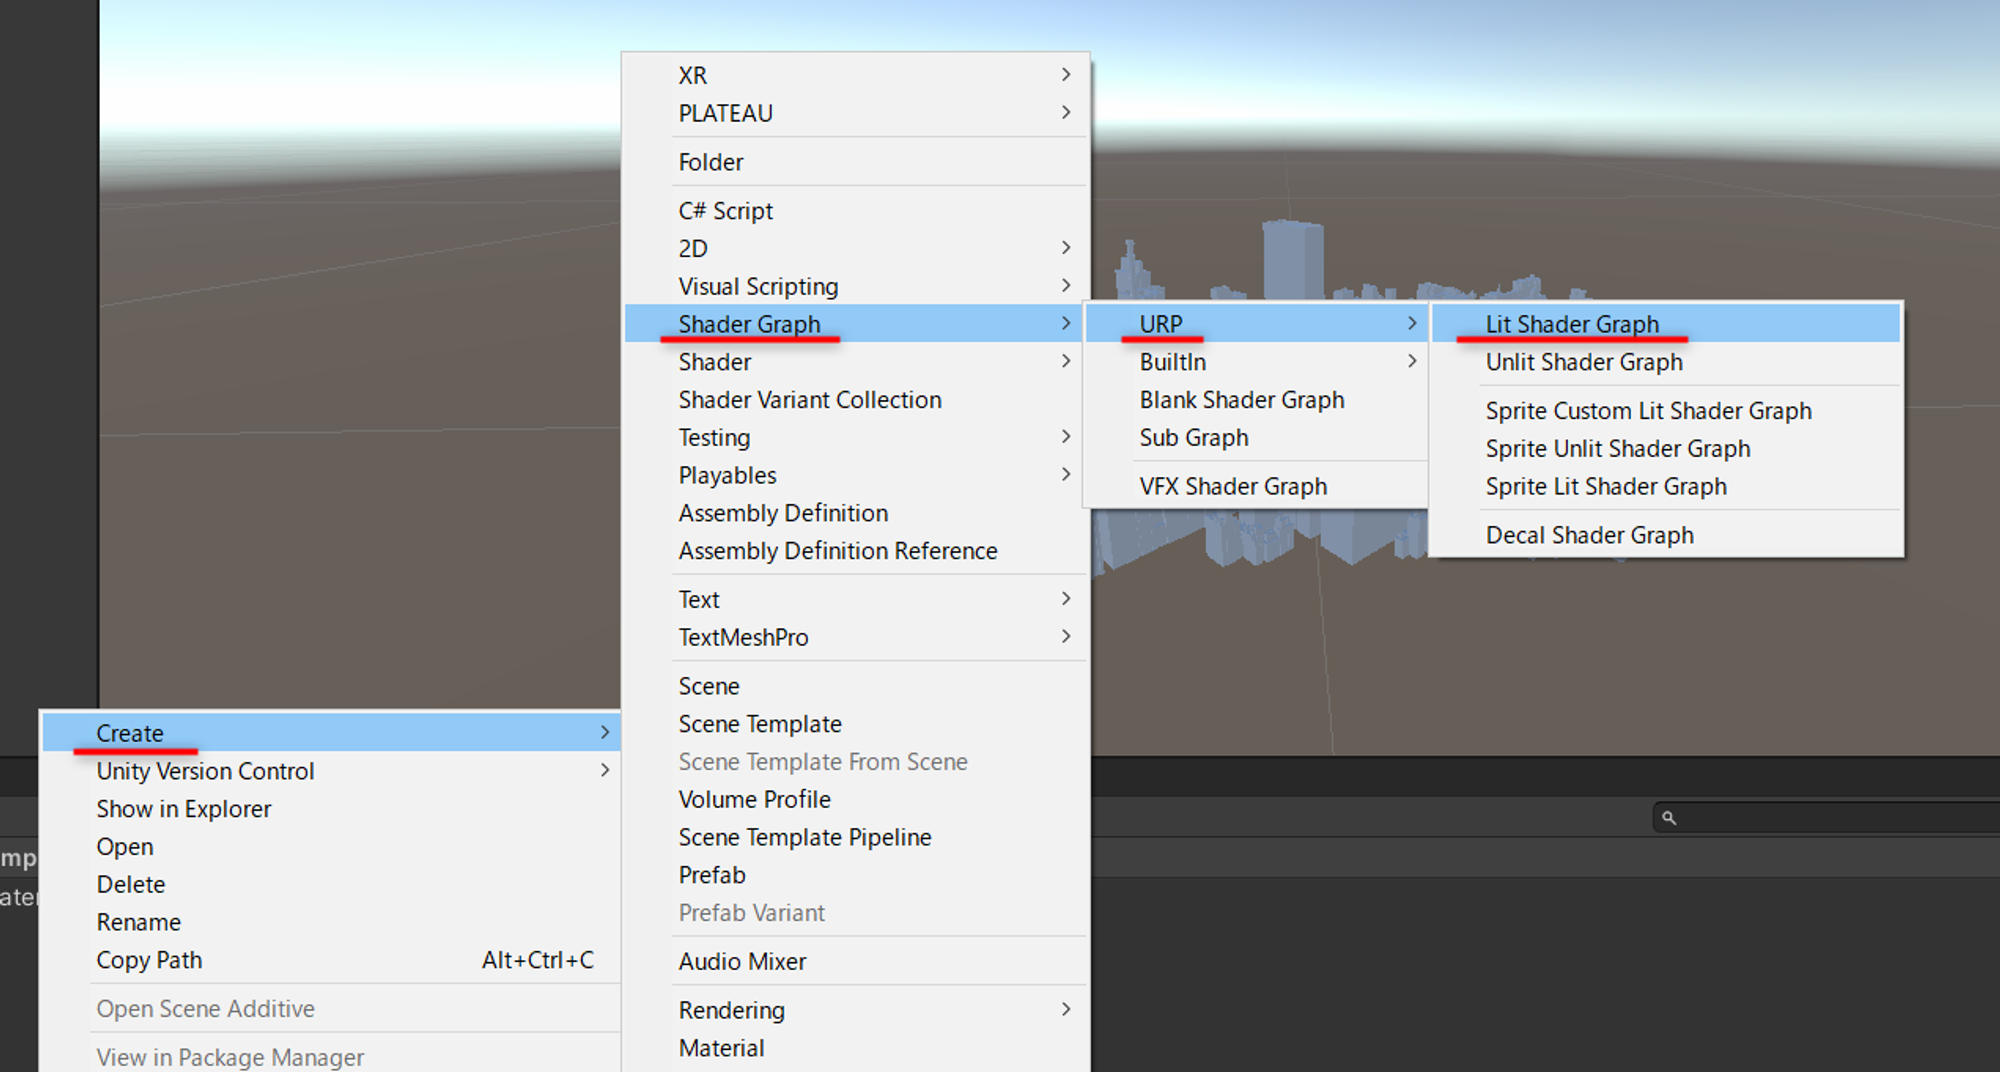 XR
PLATEAU
Folder
C# Script
2D
Visual Scripting
Shader Graph
Shader
Shader Variant Collection
Testing
Playables
Assembly Definition
Assembly Definition Reference
Text
TextMeshPro
Scene
Scene Template
Scene Template From Scene
Volume Profile
Scene Template Pipeline
Prefab
Prefab Variant
Audio Mixer
Rendering
Material
URP
BuiltIn
Blank Shader Graph
Sub Graph
VFX Shader Graph
Lit Shader Graph
Unlit Shader Graph
Sprite Custom Lit Shader Graph
Sprite Unlit Shader Graph
Sprite Lit Shader Graph
Decal Shader Graph
Create
Unity Version Control
Show in Explorer
Open
Delete
Rename
Copy Path Alt+Ctrl+C
Open Scene Additive
View in Package Manager